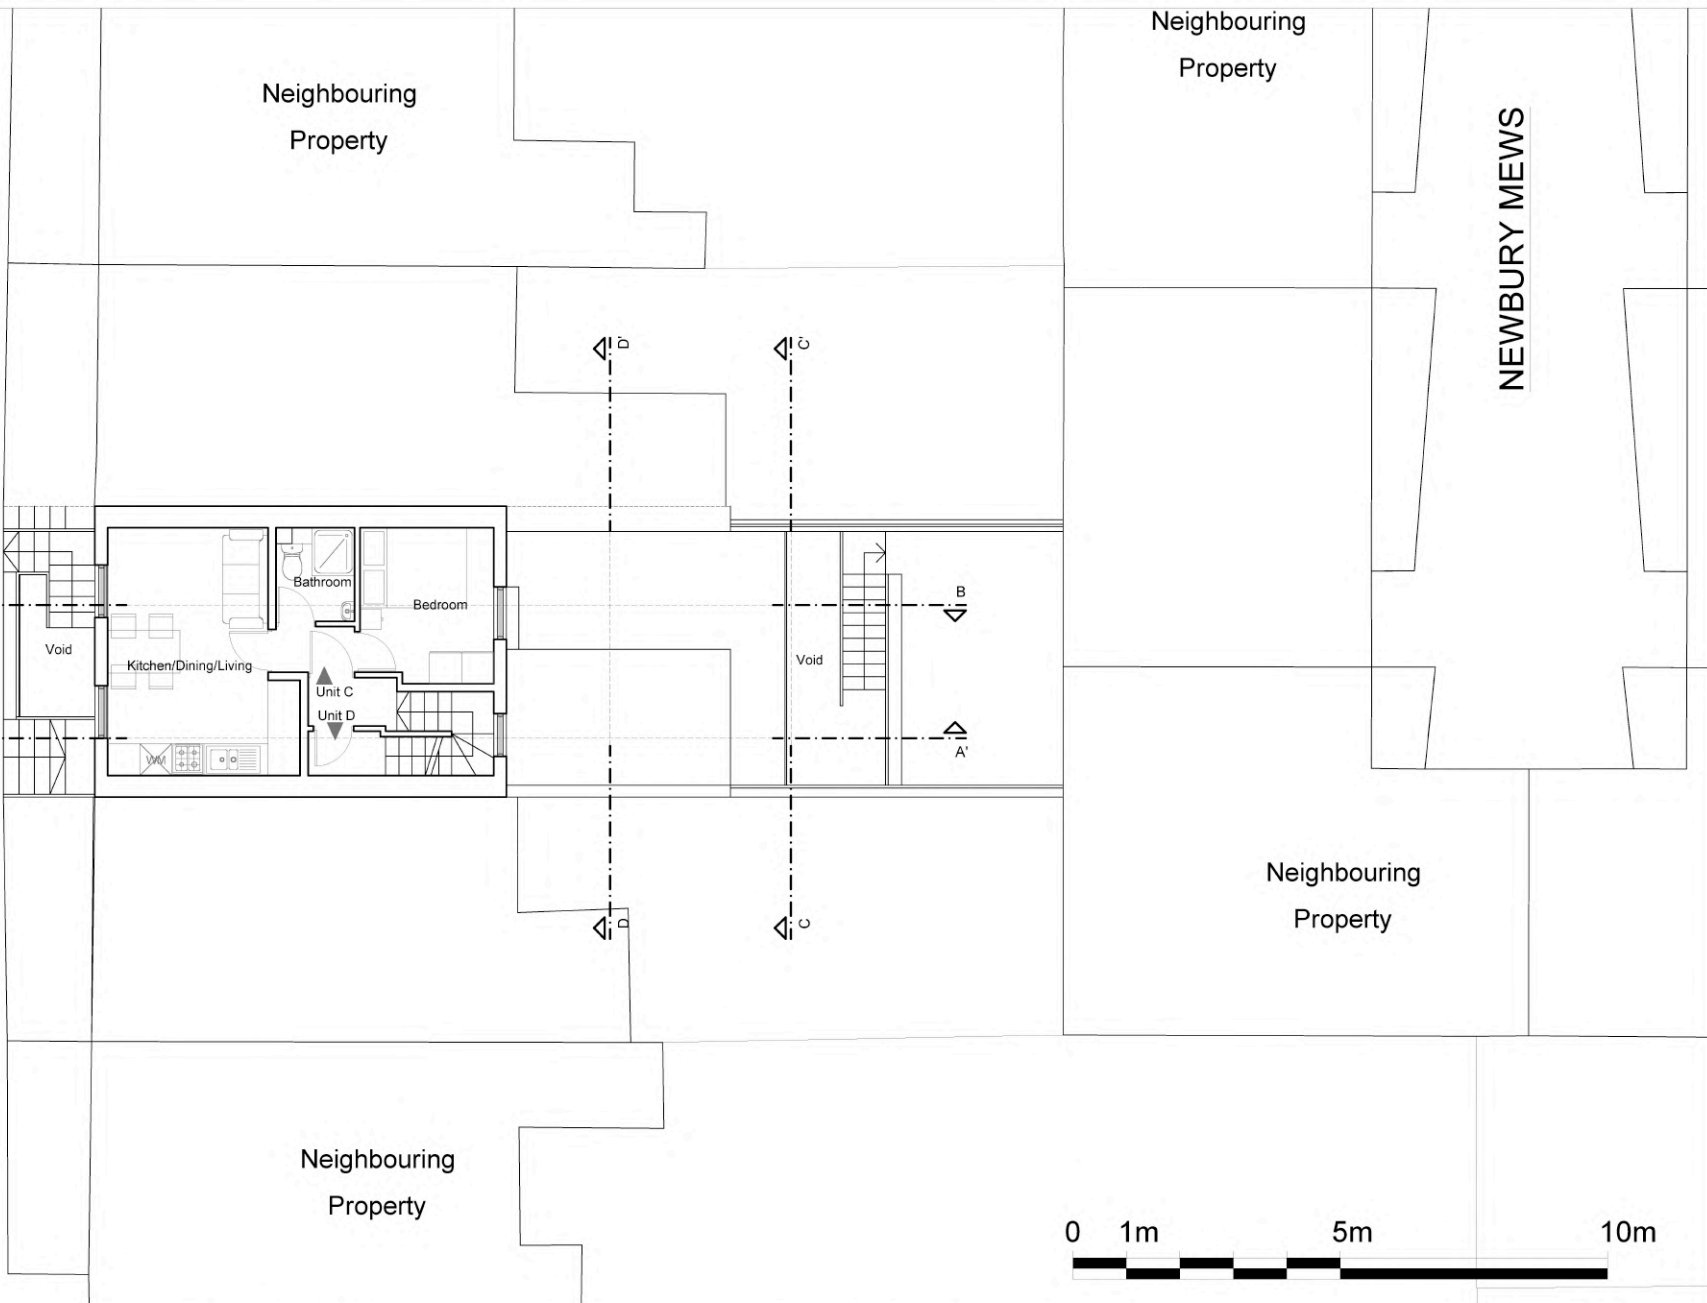 Neighbouring
Property
Neighbouring
Property
NEWBURY MEWS
D'
C'
Bathroom
Bedroom
B
Void
Kitchen/Dining/Living
Void
Unit C
Unit D
WM
A'
D
C
Neighbouring
Property
Neighbouring
Property
0 1m 5m 10m